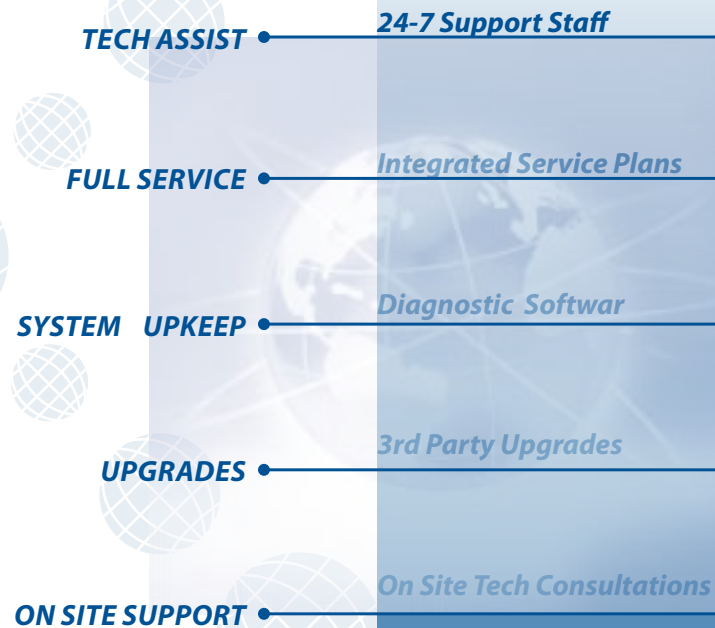 24-7 Support Staff
TECH ASSIST
Integrated Service Plans
FULL SERVICE
Diagnostic Softwar
SYSTEM UPKEEP
3rd Party Upgrades
UPGRADES
On Site Tech Consultations
ON SITE SUPPORT